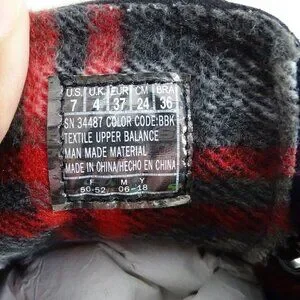 U.S. U.K. EUR CM BRA
7 4 37 24 36
SN 34487 COLOR CODE:BBK
TEXTILE UPPER BALANCE
MAN MADE MATERIAL
MADE IN CHINA/HECHO EN CHINA
F M Y
50-52 06-18